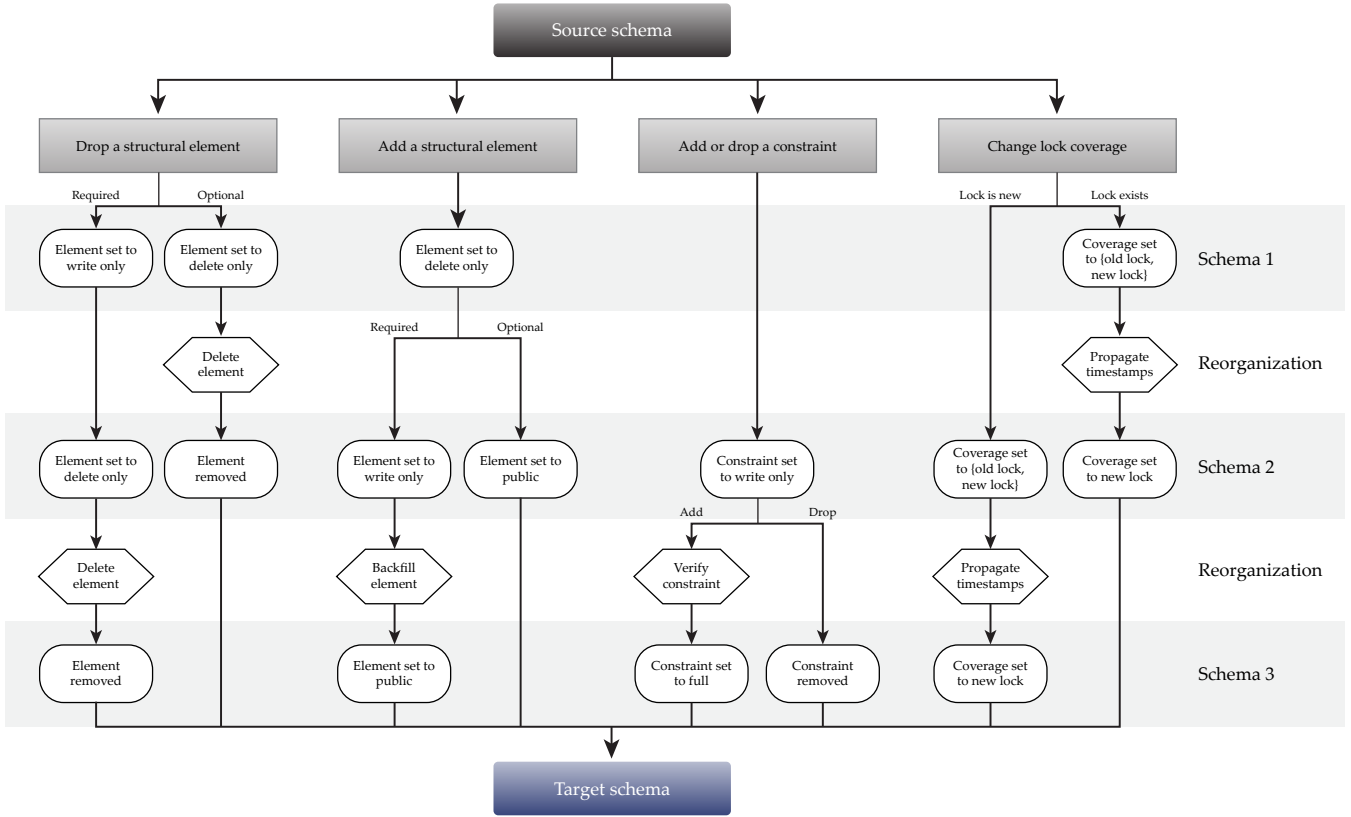 Source schema
Drop a structural element
Add a structural element
Add or drop a constraint
Change lock coverage
Required
Optional
Lock is new
Lock exists
Element set to
write only
Element set to
delete only
Element set to
delete only
Coverage set
to {old lock,
new lock}
Schema 1
Required
Optional
Delete
element
Propagate
timestamps
Reorganization
Element set to
delete only
Element
removed
Element set to
write only
Element set to
public
Constraint set
to write only
Coverage set
to {old lock,
new lock}
Coverage set
to new lock
Schema 2
Add
Drop
Delete
element
Backfill
element
Verify
constraint
Propagate
timestamps
Reorganization
Element
removed
Element set to
public
Constraint set
to full
Constraint
removed
Coverage set
to new lock
Schema 3
Target schema